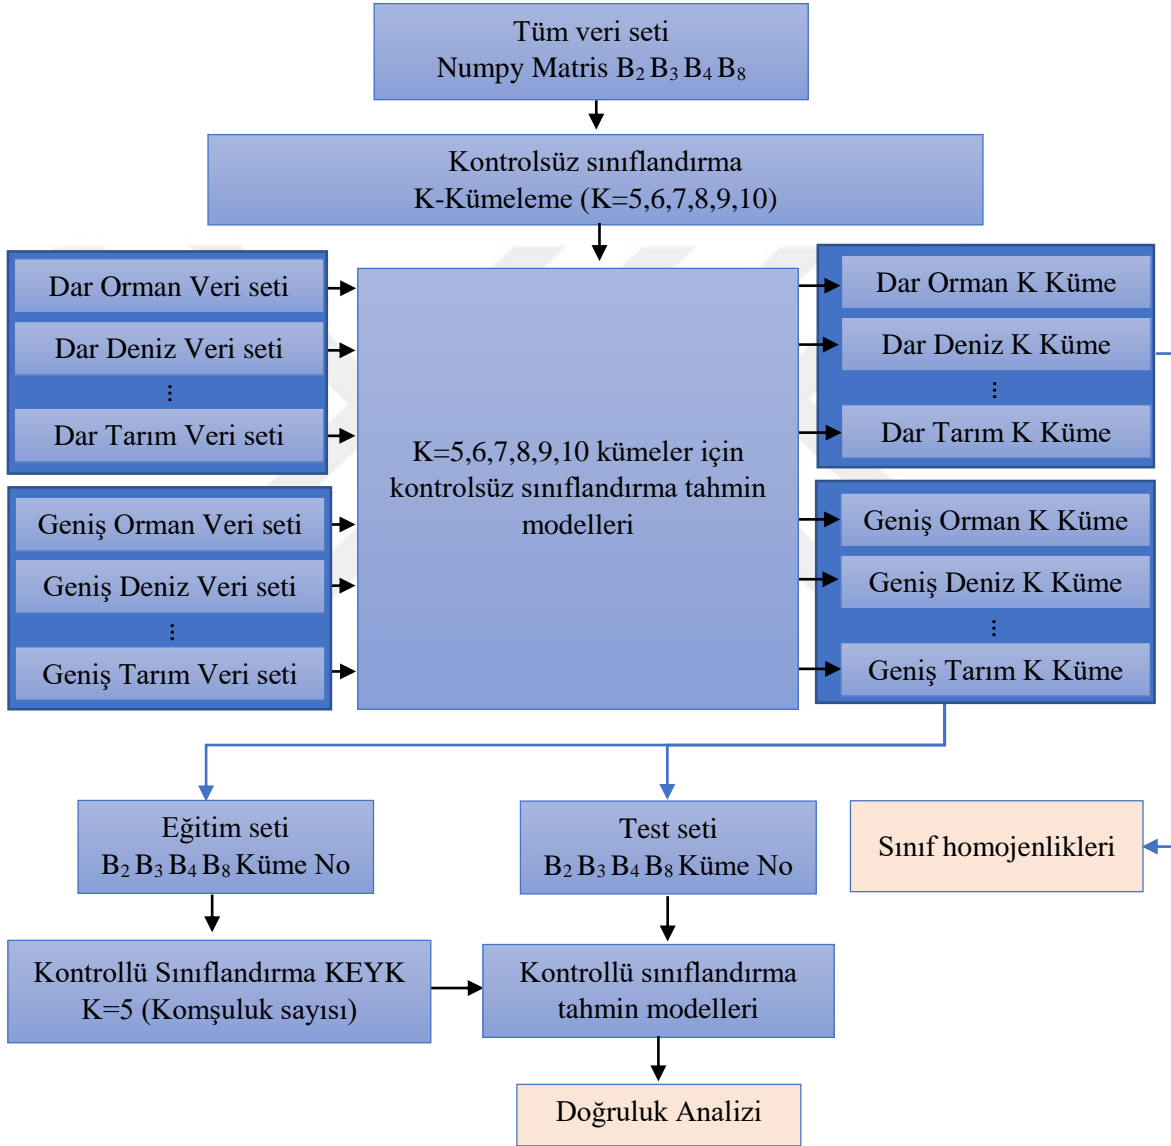 Tüm veri seti
Numpy Matris B₂ B₃ B₄ B₈
Kontrolsüz sınıflandırma
K-Kümeleme (K=5,6,7,8,9,10)
Dar Orman Veri seti
Dar Deniz Veri seti
...
Dar Tarım Veri seti
Geniş Orman Veri seti
Geniş Deniz Veri seti
...
Geniş Tarım Veri seti
K=5,6,7,8,9,10 kümeler için
kontrolsüz sınıflandırma tahmin
modelleri
Dar Orman K Küme
Dar Deniz K Küme
...
Dar Tarım K Küme
Geniş Orman K Küme
Geniş Deniz K Küme
...
Geniş Tarım K Küme
Eğitim seti
B₂ B₃ B₄ B₈ Küme No
Test seti
B₂ B₃ B₄ B₈ Küme No
Sınıf homojenlikleri
Kontrollü Sınıflandırma KEYK
K=5 (Komşuluk sayısı)
Kontrollü sınıflandırma
tahmin modelleri
Doğruluk Analizi